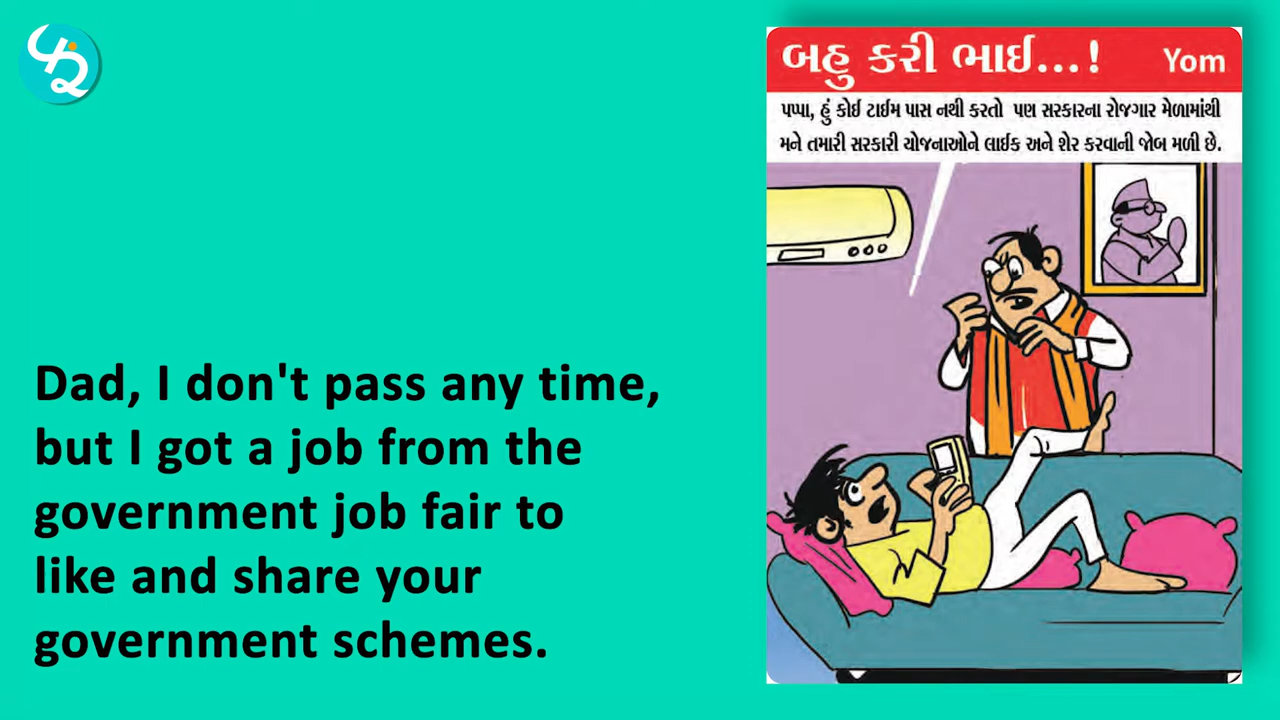 બહુ કરી ભાઈ...! Yom
પપ્પા, હું કોઈ ટાઈમ પાસ નથી કરતો પણ સરકારના રોજગાર મેળામાંથી
મને તમારી સરકારી યોજનાઓને લાઈક અને શેર કરવાની જોબ મળી છે.
Dad, I don't pass any time,
but I got a job from the
government job fair to
like and share your
government schemes.